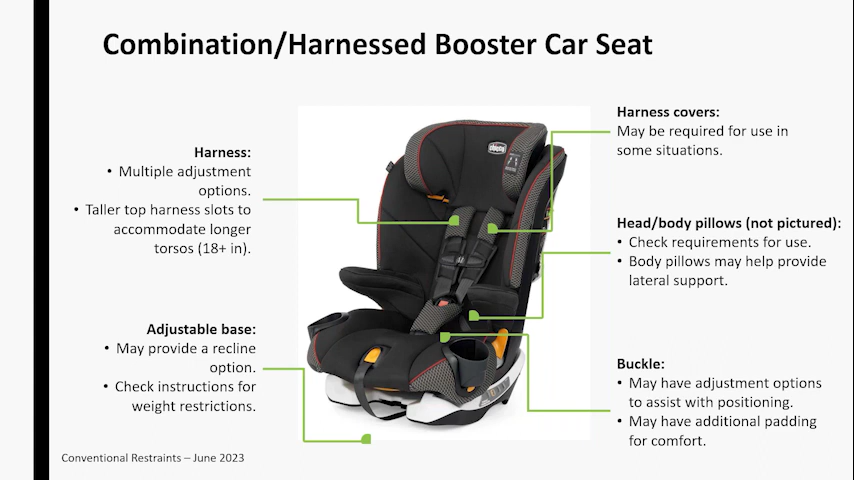 Combination/Harnessed Booster Car Seat
Harness:
• Multiple adjustment
options.
• Taller top harness slots to
accommodate longer
torsos (18+ in).
Adjustable base:
• May provide a recline
option.
• Check instructions for
weight restrictions.
chicco
Harness covers:
May be required for use in
some situations.
Head/body pillows (not pictured):
• Check requirements for use.
• Body pillows may help provide
lateral support.
Buckle:
• May have adjustment options
to assist with positioning.
• May have additional padding
for comfort.
Conventional Restraints – June 2023